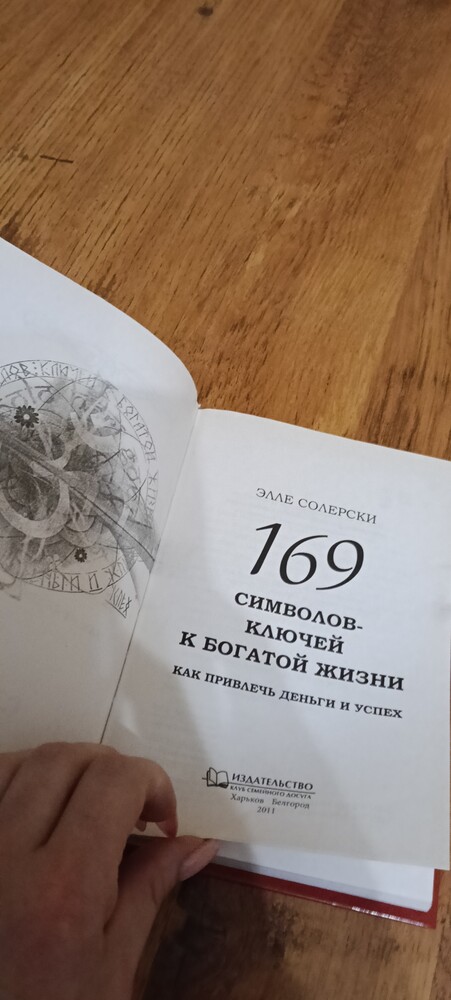 ЭЛЛЕ СОЛЕРСКИ
169
СИМВОЛОВ-
КЛЮЧЕЙ
К БОГАТОЙ ЖИЗНИ
КАК ПРИВЛЕЧЬ ДЕНЬГИ И УСПЕХ
ИЗДАТЕЛЬСТВО
КЛУБ СЕМЕЙНОГО ДОСУГА
Харьков Белгород
2011